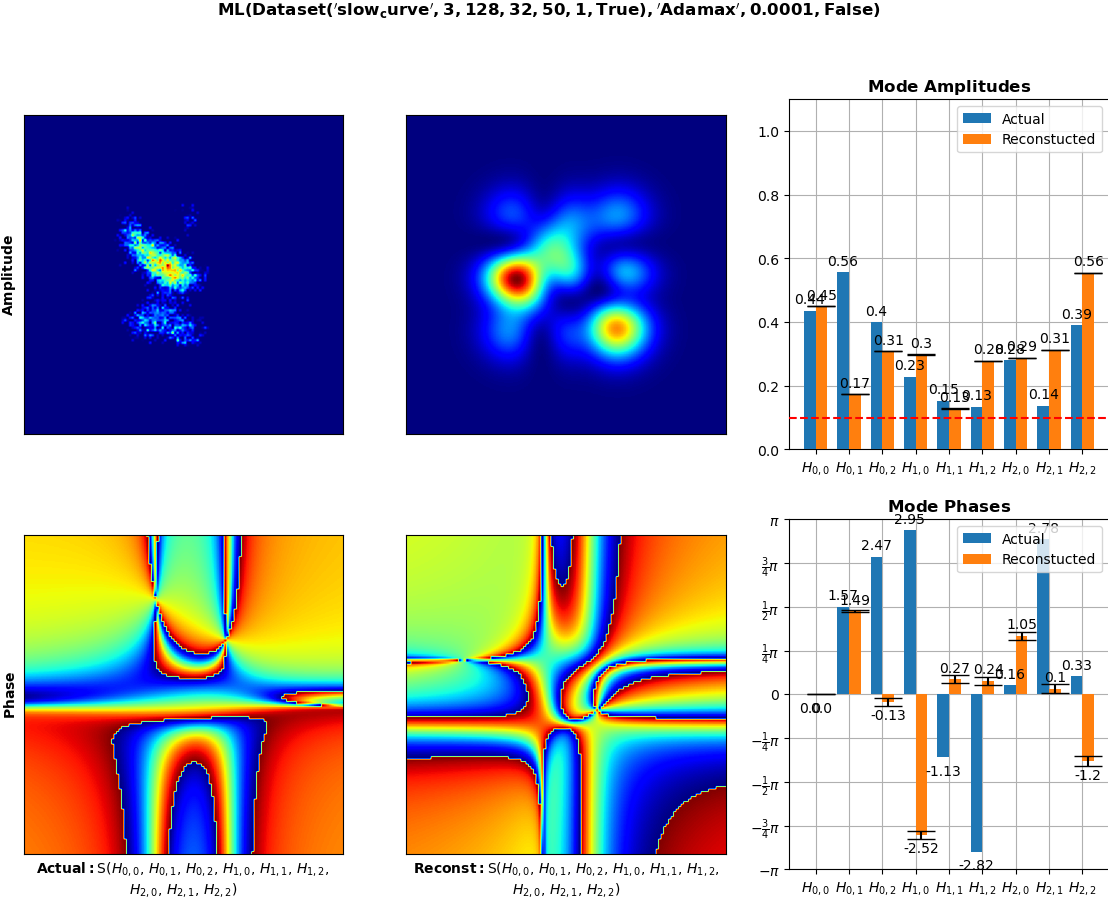 ML(Dataset('slow_curve', 3, 128, 32, 50, 1, True), 'Adamax', 0.0001, False)
Mode Amplitudes
Actual
Reconstucted
1.0
0.8
0.6
0.4
0.2
0.0
0.44
0.45
0.56
0.17
0.4
0.31
0.23
0.3
0.15
0.13
0.13
0.28
0.28
0.29
0.14
0.31
0.39
0.56
H0,0 H0,1 H0,2 H1,0 H1,1 H1,2 H2,0 H2,1 H2,2
Amplitude
Mode Phases
Actual
Reconstucted
π
3/4π
1/2π
1/4π
0
−1/4π
−1/2π
−3/4π
−π
0.0
0.0
1.57
1.49
2.47
-0.13
2.95
-2.52
-1.13
0.27
-2.82
0.24
0.16
1.05
2.78
0.1
0.33
-1.2
H0,0 H0,1 H0,2 H1,0 H1,1 H1,2 H2,0 H2,1 H2,2
Phase
Actual: S(H0,0, H0,1, H0,2, H1,0, H1,1, H1,2,
H2,0, H2,1, H2,2)
Reconst: S(H0,0, H0,1, H0,2, H1,0, H1,1, H1,2,
H2,0, H2,1, H2,2)